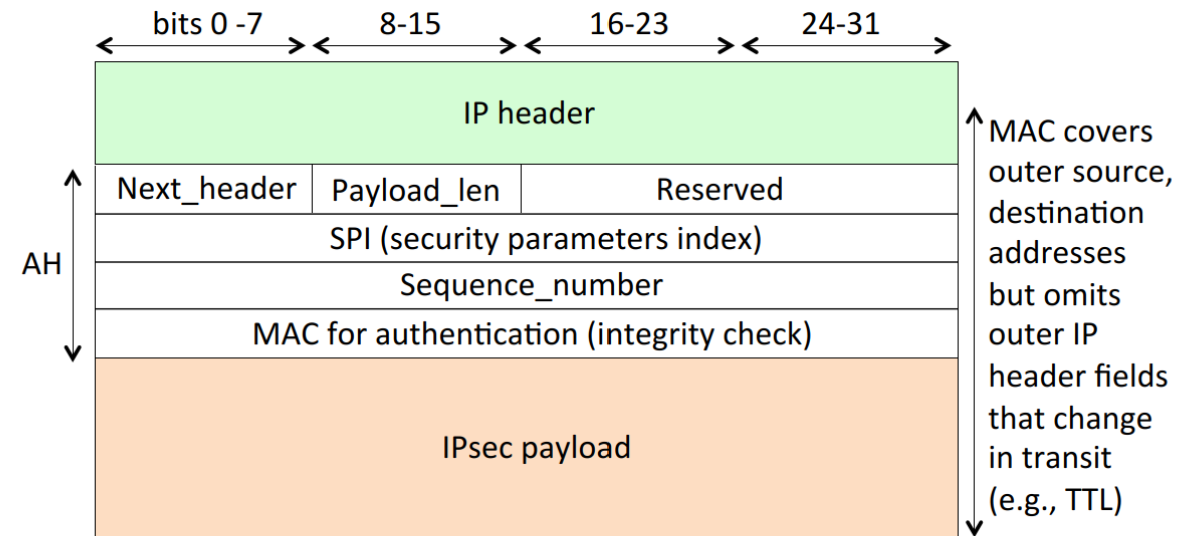 bits 0 -7
8-15
16-23
24-31
IP header
Next_header
Payload_len
Reserved
SPI (security parameters index)
Sequence_number
MAC for authentication (integrity check)
AH
IPsec payload
MAC covers
outer source,
destination
addresses
but omits
outer IP
header fields
that change
in transit
(e.g., TTL)